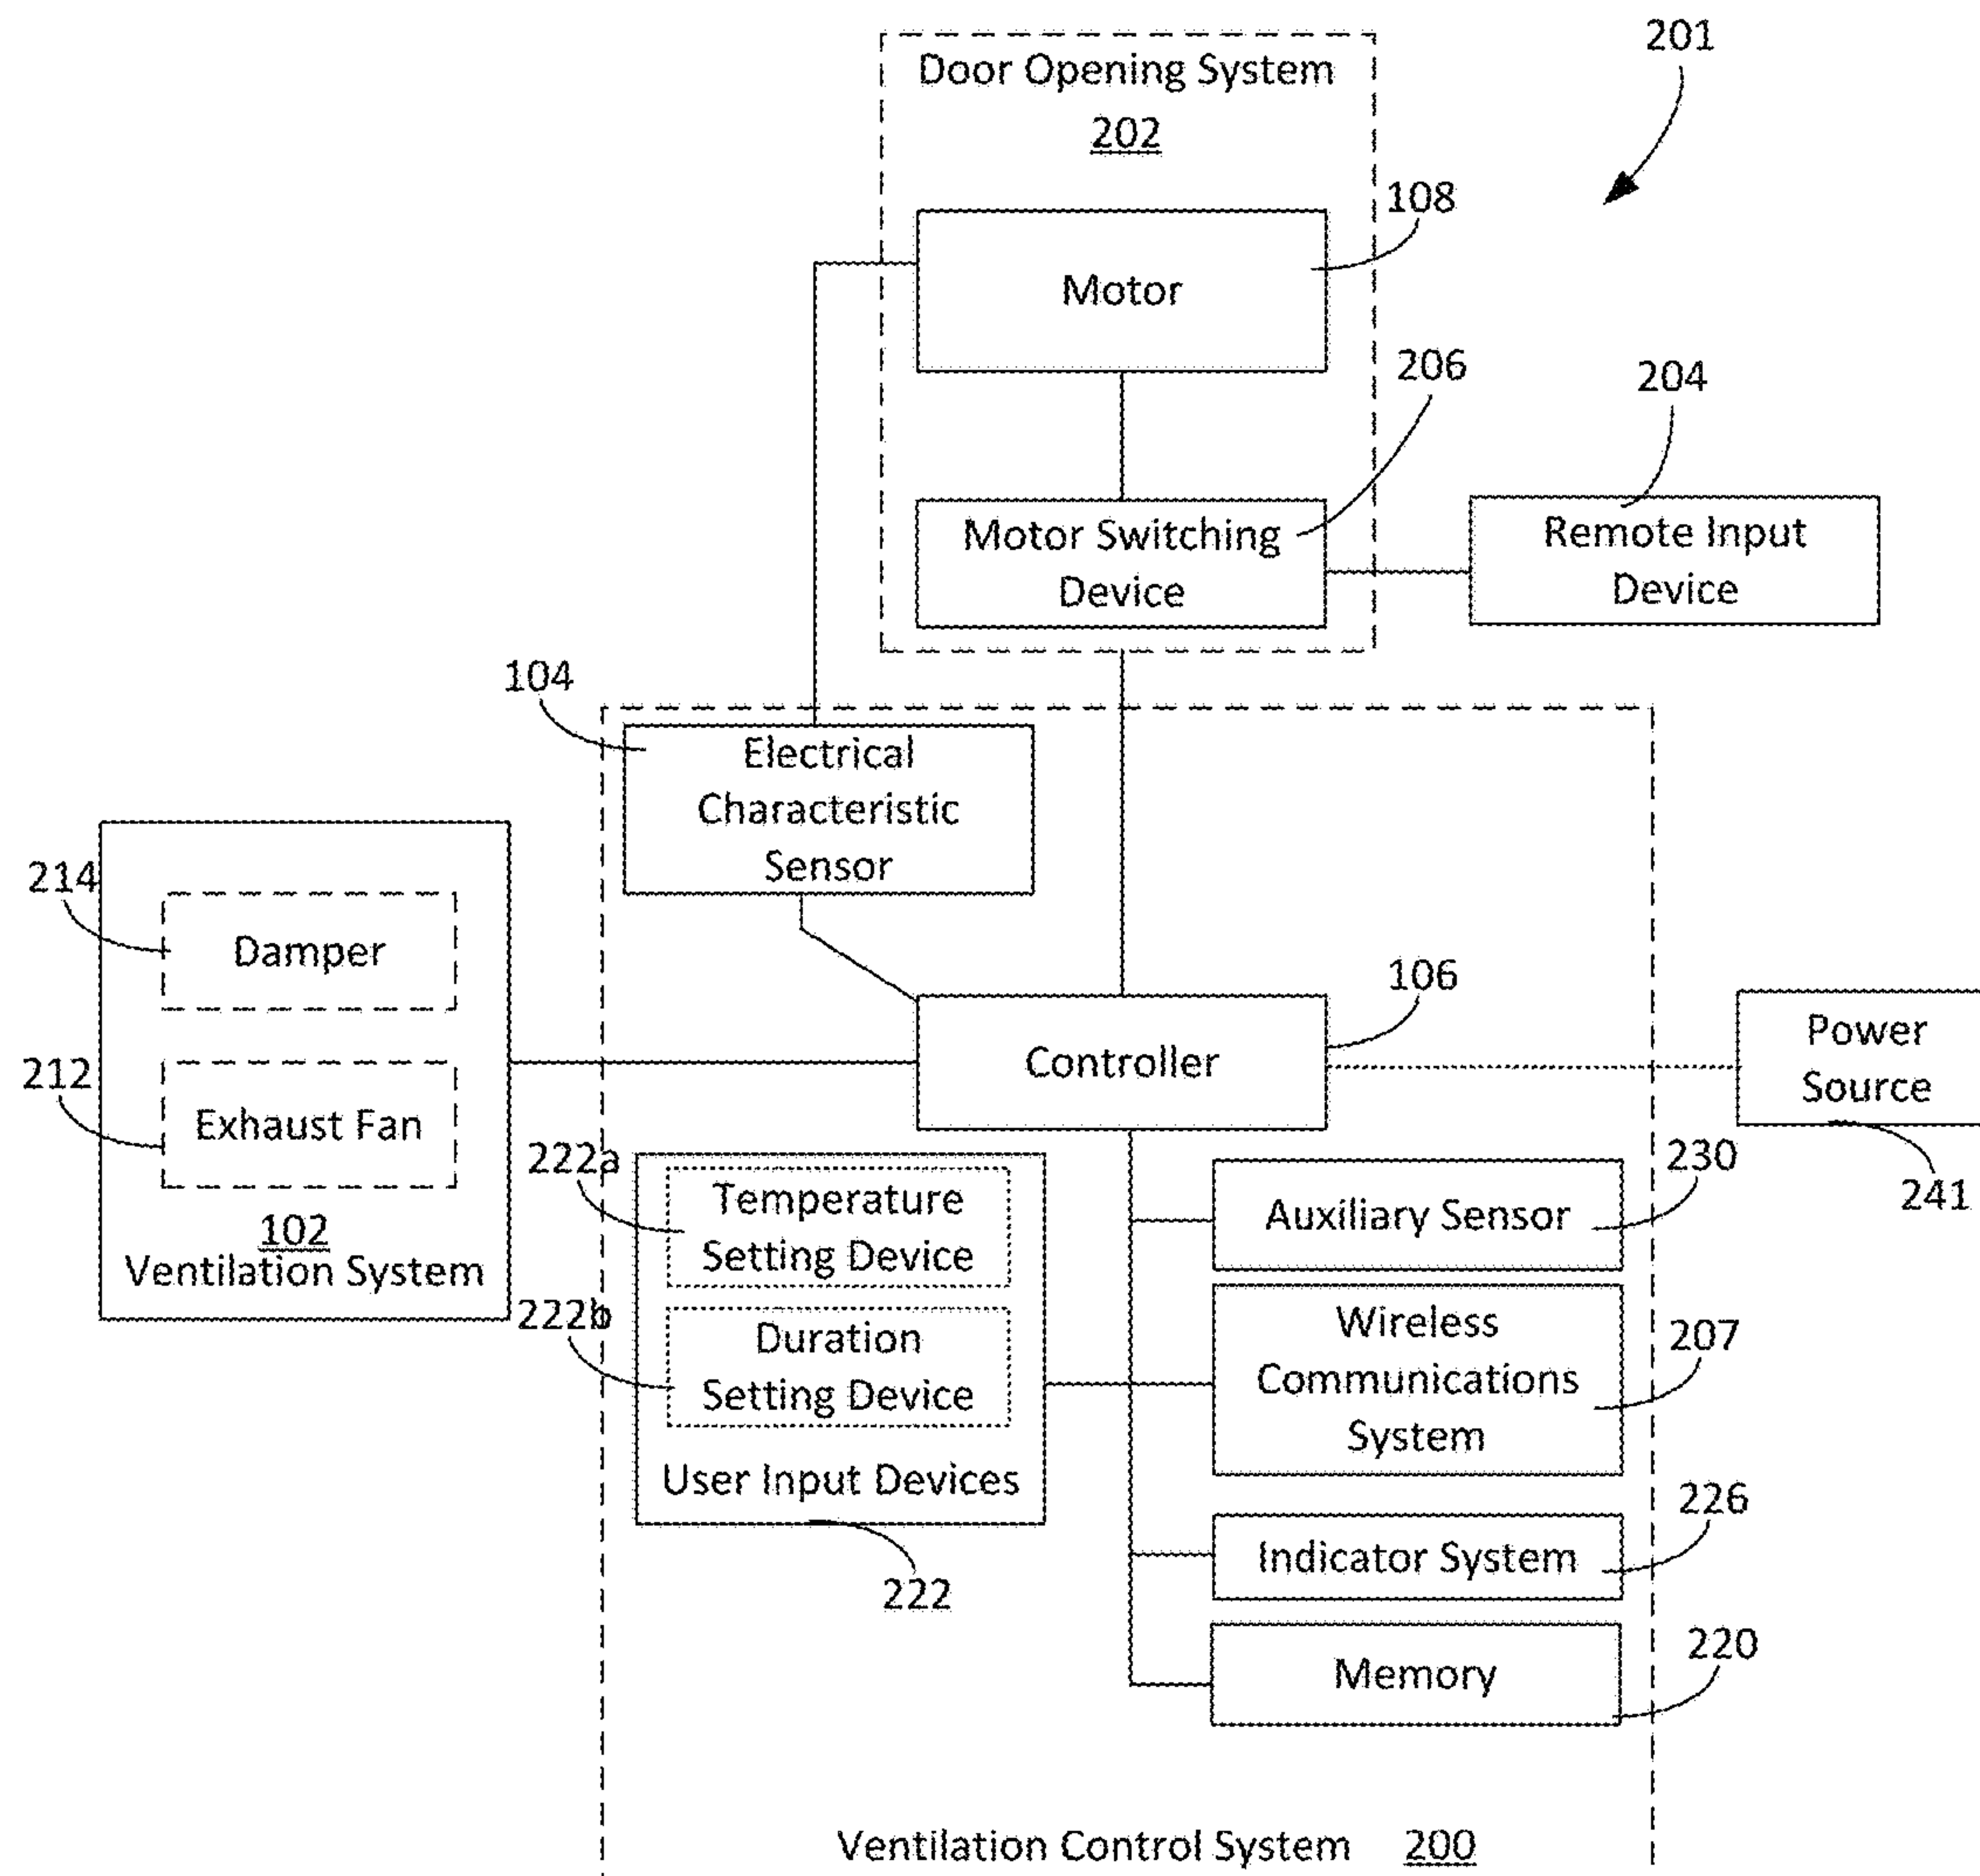 201
Door Opening System
202
108
Motor
206
204
Motor Switching
Device
Remote Input
Device
104
Electrical
Characteristic
Sensor
214
Damper
106
Controller
Power
Source
241
212
Exhaust Fan
102
Ventilation System
222a
Temperature
Setting Device
222b
Duration
Setting Device
User Input Devices
222
230
Auxiliary Sensor
Wireless
Communications
System
207
226
Indicator System
220
Memory
Ventilation Control System 200